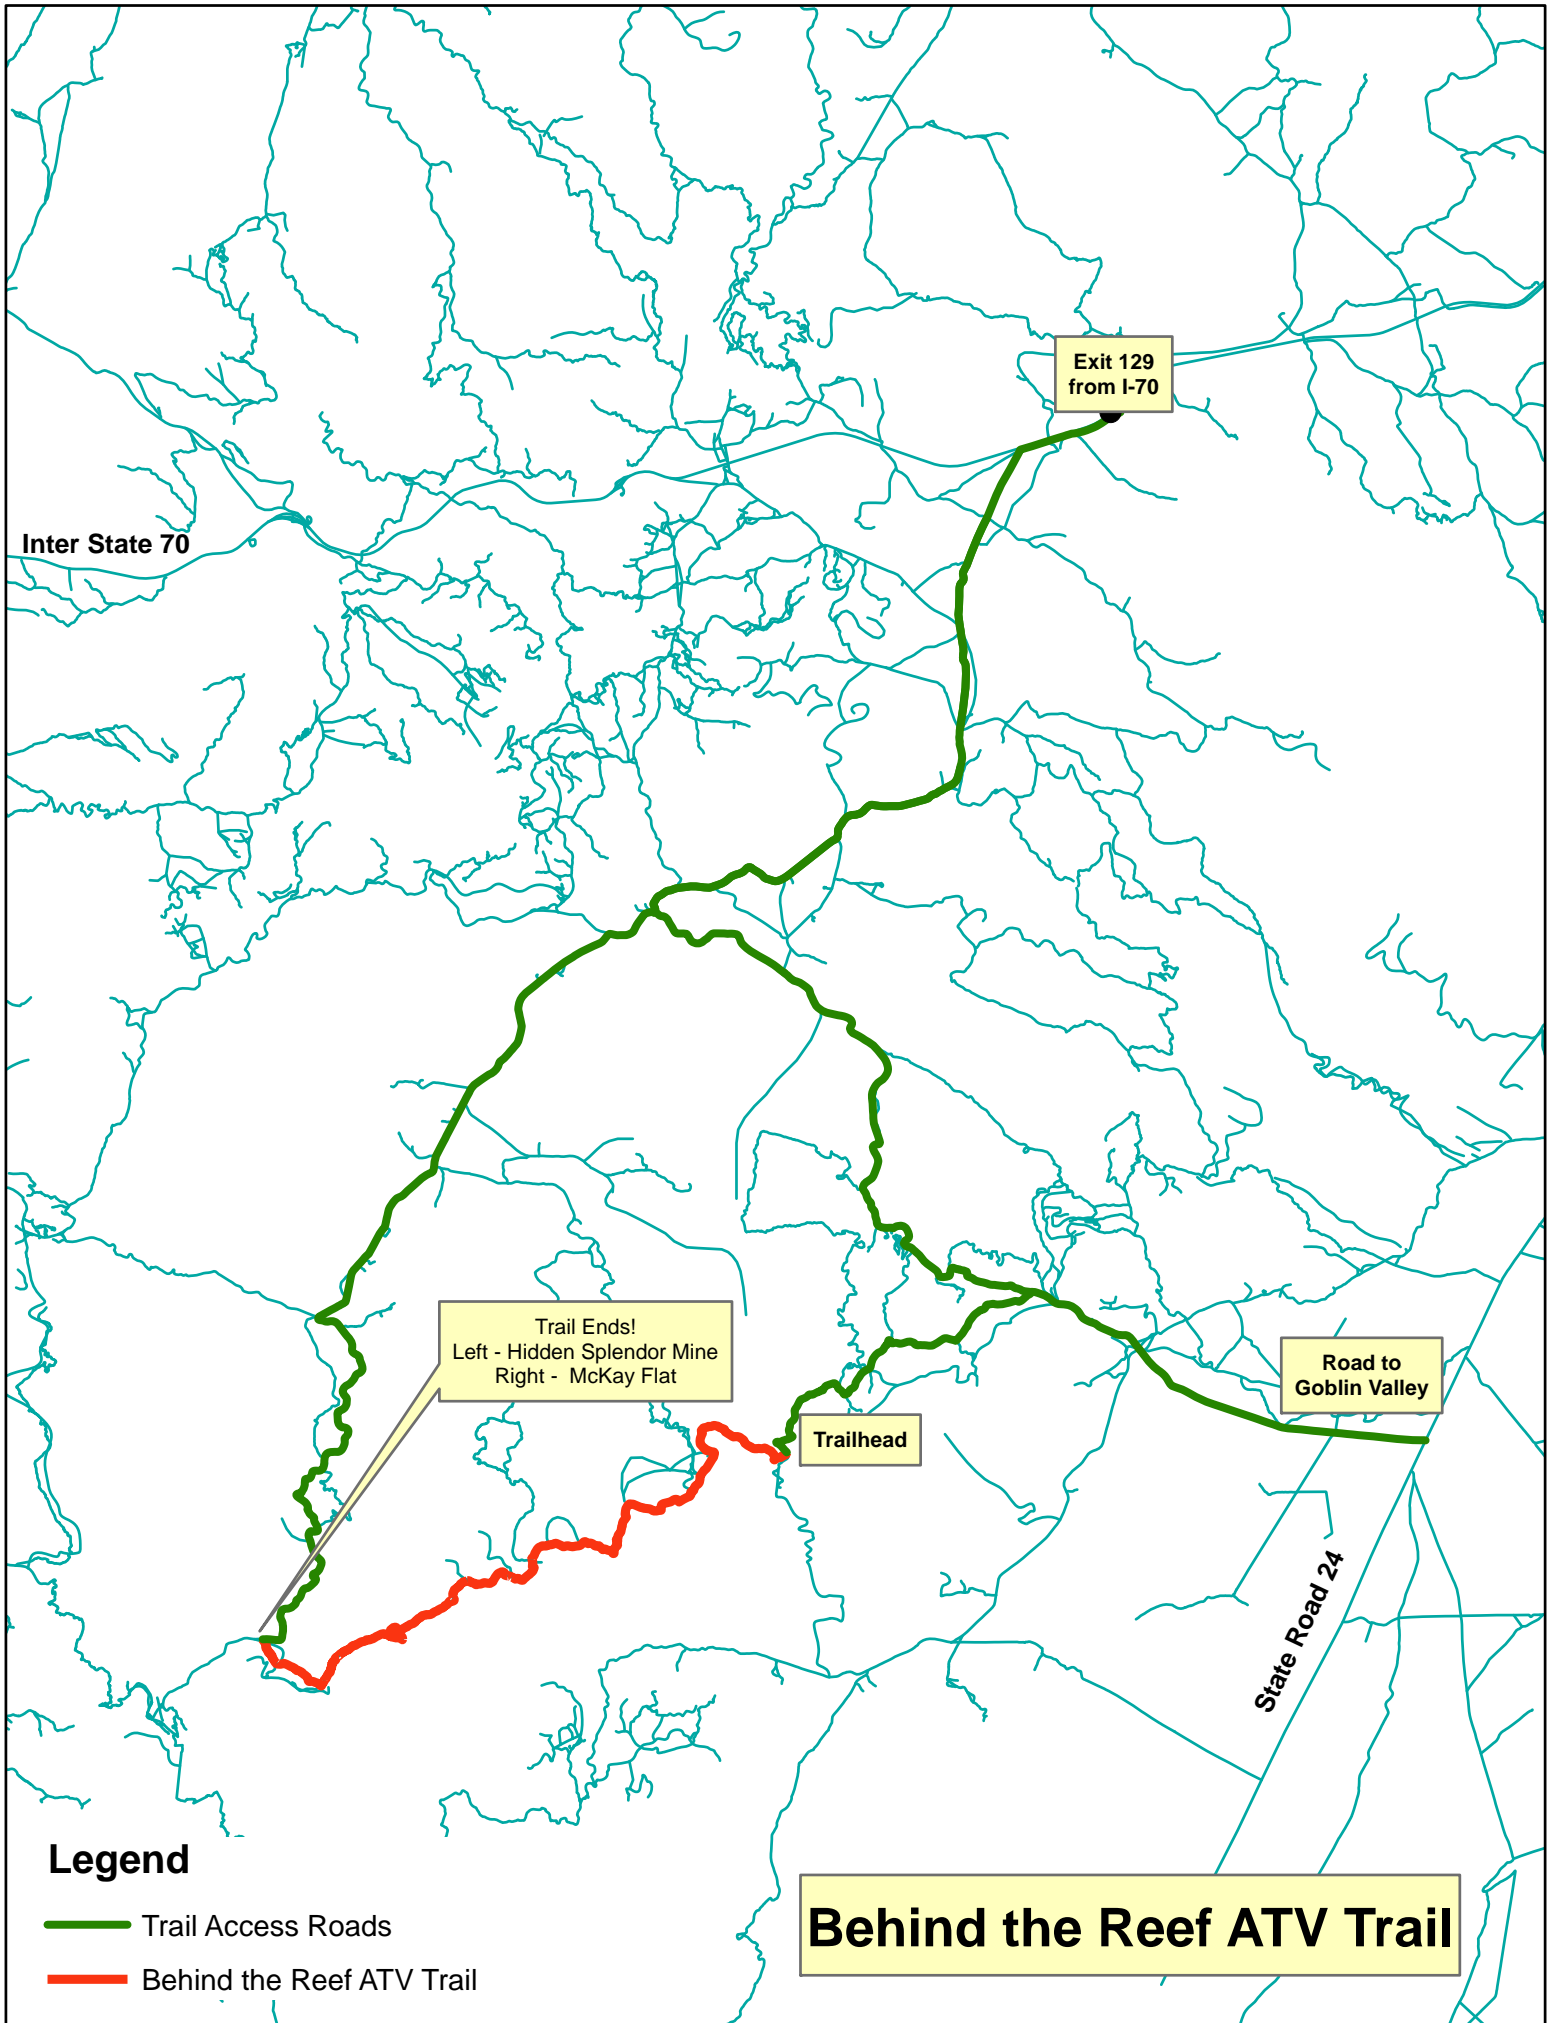 Exit 129
from I-70
Inter State 70
Trail Ends!
Left - Hidden Splendor Mine
Right - McKay Flat
Road to
Goblin Valley
Trailhead
State Road 24
Legend
Trail Access Roads
Behind the Reef ATV Trail
Behind the Reef ATV Trail